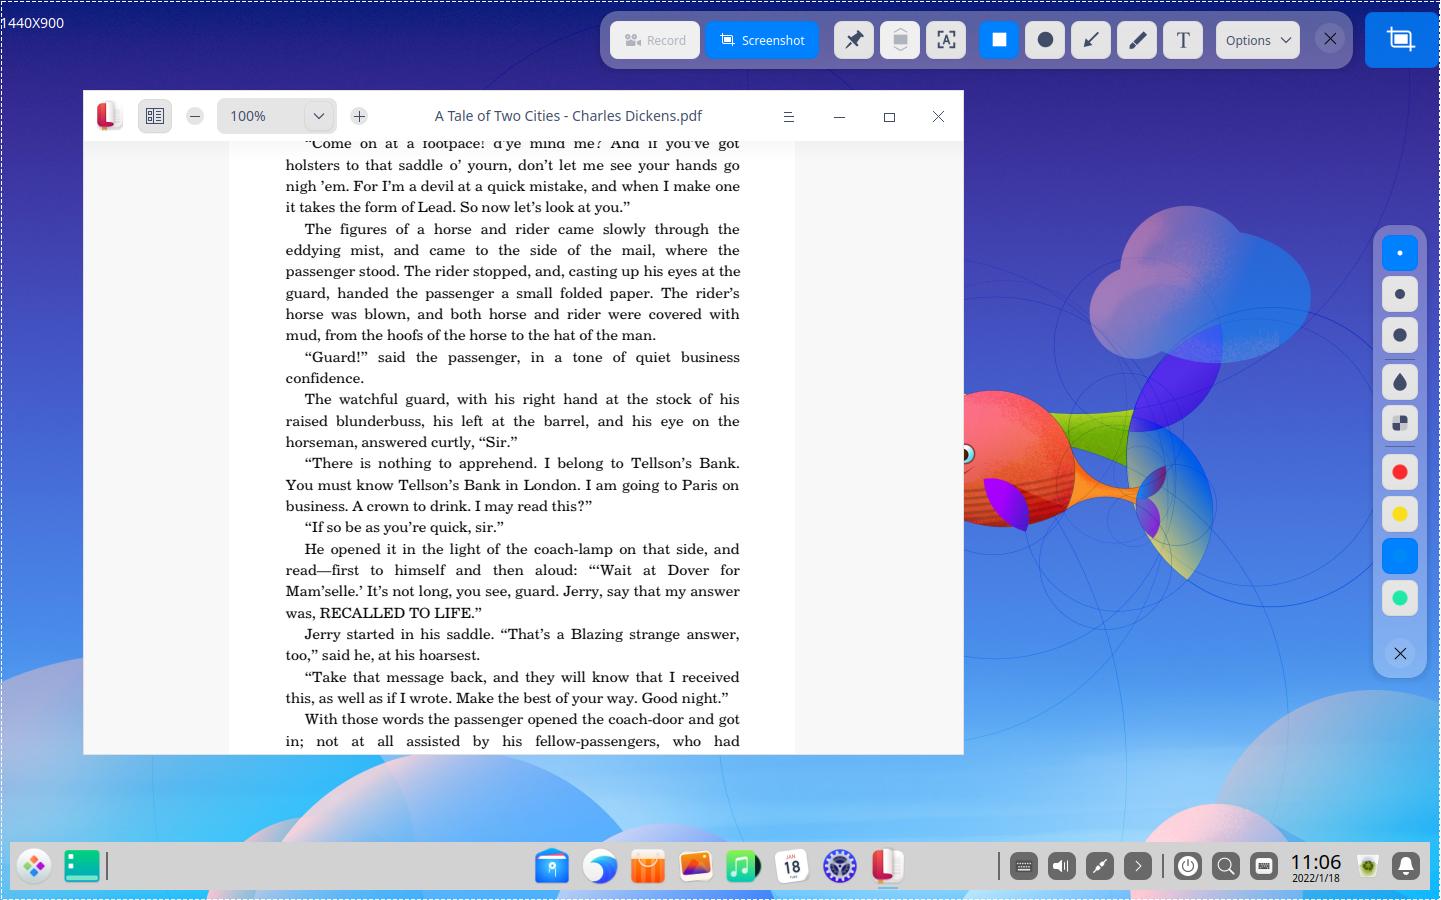 1440X900
Record
Screenshot
T
Options
100%
A Tale of Two Cities - Charles Dickens.pdf
“Come on at a footpace! d’ye mind me? And if you’ve got
holsters to that saddle o’ yourn, don’t let me see your hands go
nigh ’em. For I’m a devil at a quick mistake, and when I make one
it takes the form of Lead. So now let’s look at you.”
The figures of a horse and rider came slowly through the
eddying mist, and came to the side of the mail, where the
passenger stood. The rider stopped, and, casting up his eyes at the
guard, handed the passenger a small folded paper. The rider’s
horse was blown, and both horse and rider were covered with
mud, from the hoofs of the horse to the hat of the man.
“Guard!” said the passenger, in a tone of quiet business
confidence.
The watchful guard, with his right hand at the stock of his
raised blunderbuss, his left at the barrel, and his eye on the
horseman, answered curtly, “Sir.”
“There is nothing to apprehend. I belong to Tellson’s Bank.
You must know Tellson’s Bank in London. I am going to Paris on
business. A crown to drink. I may read this?”
“If so be as you’re quick, sir.”
He opened it in the light of the coach-lamp on that side, and
read—first to himself and then aloud: “‘Wait at Dover for
Mam’selle.’ It’s not long, you see, guard. Jerry, say that my answer
was, RECALLED TO LIFE.”
Jerry started in his saddle. “That’s a Blazing strange answer,
too,” said he, at his hoarsest.
“Take that message back, and they will know that I received
this, as well as if I wrote. Make the best of your way. Good night.”
With those words the passenger opened the coach-door and got
in; not at all assisted by his fellow-passengers, who had
JAN
18
11:06
2022/1/18